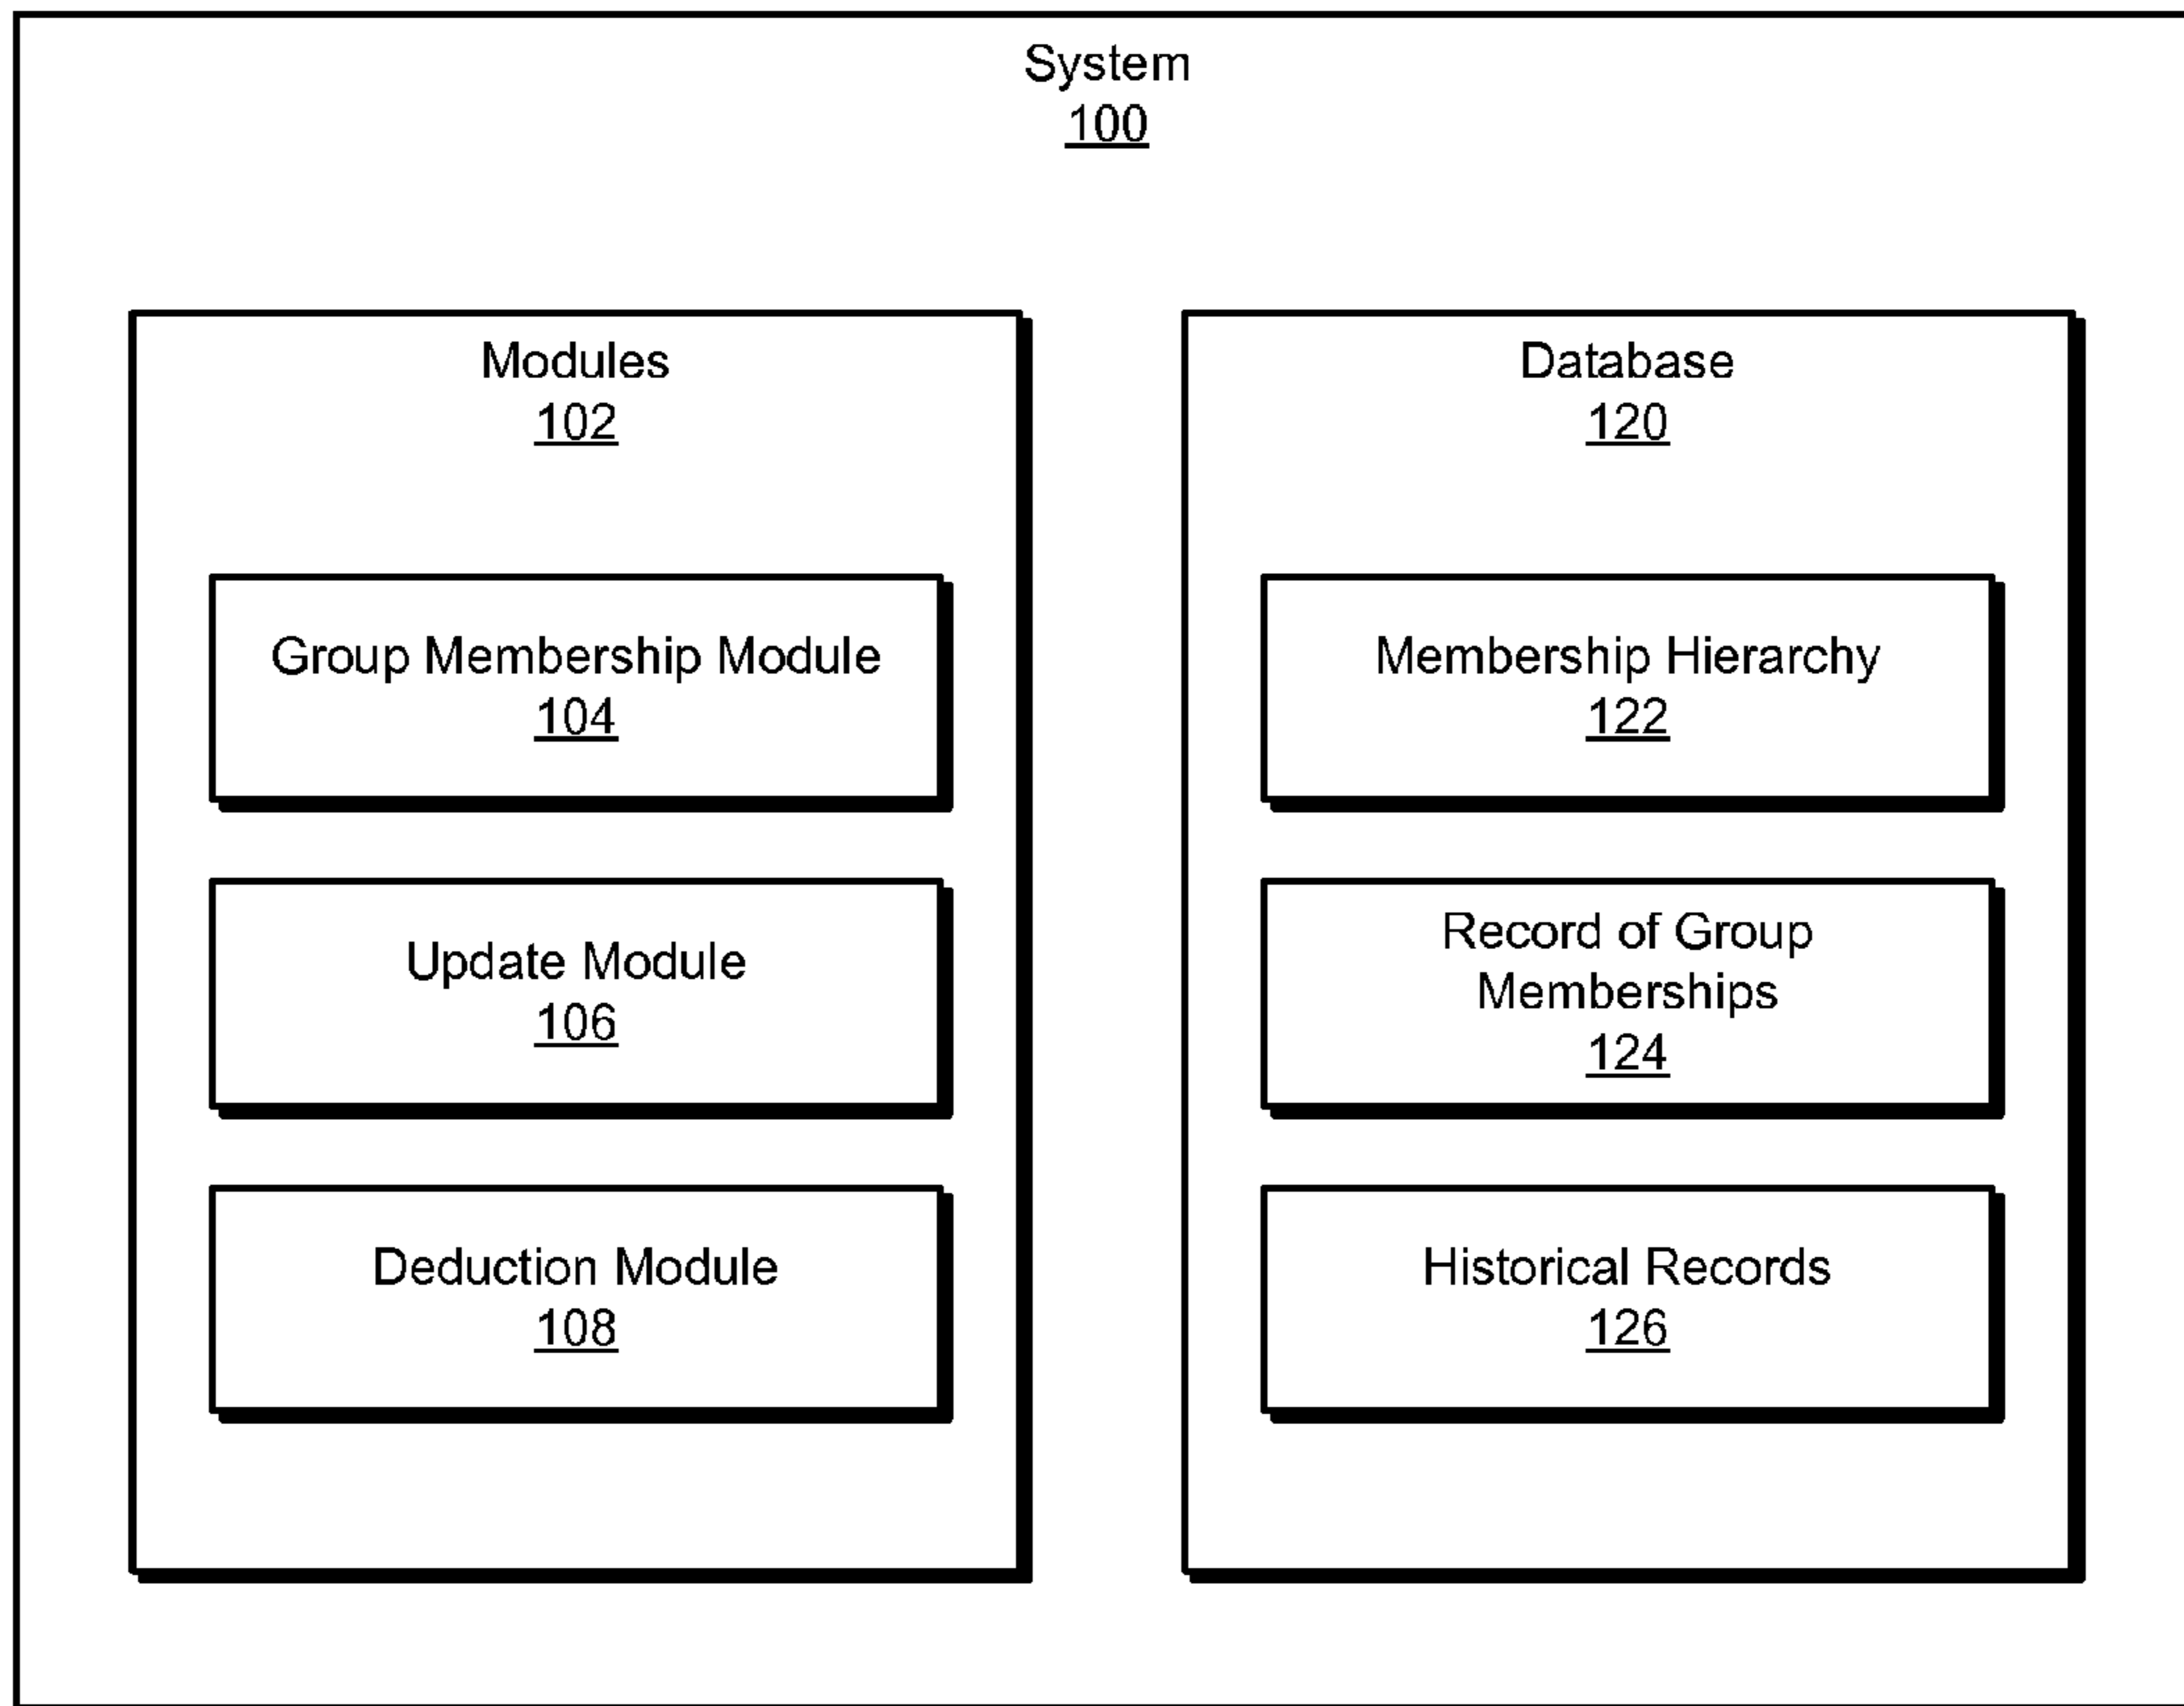 System
100
Modules
102
Group Membership Module
104
Update Module
106
Deduction Module
108
Database
120
Membership Hierarchy
122
Record of Group
Memberships
124
Historical Records
126